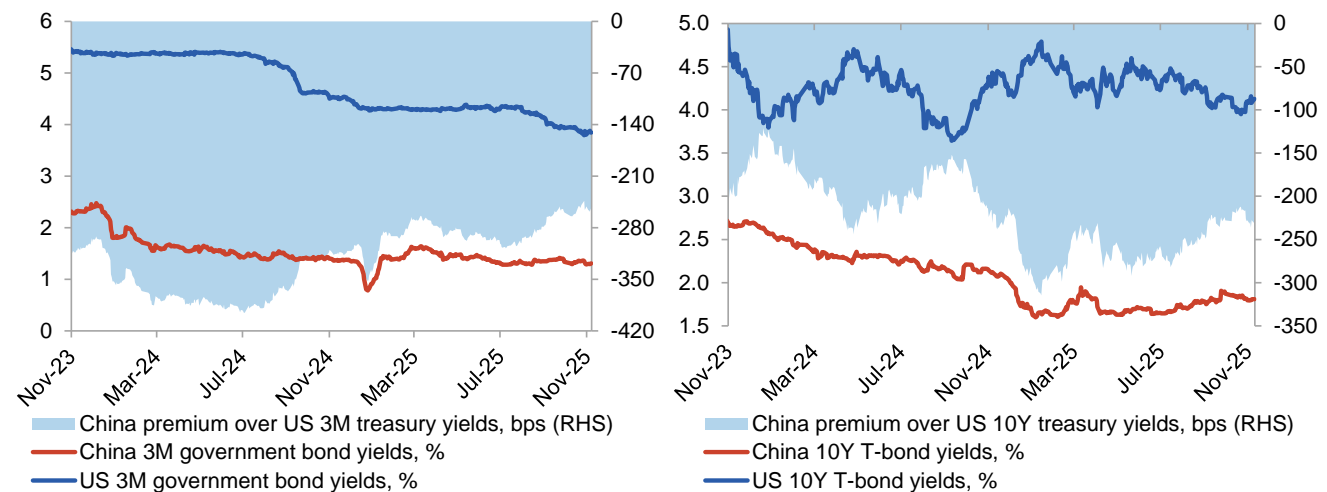 6
5
4
3
2
1
0
0
-70
-140
-210
-280
-350
-420
Nov-23
Mar-24
Jul-24
Nov-24
Mar-25
Jul-25
Nov-25
China premium over US 3M treasury yields, bps (RHS)
China 3M government bond yields, %
US 3M government bond yields, %
5.0
4.5
4.0
3.5
3.0
2.5
2.0
1.5
0
-50
-100
-150
-200
-250
-300
-350
Nov-23
Mar-24
Jul-24
Nov-24
Mar-25
Jul-25
Nov-25
China premium over US 10Y treasury yields, bps (RHS)
China 10Y T-bond yields, %
US 10Y T-bond yields, %